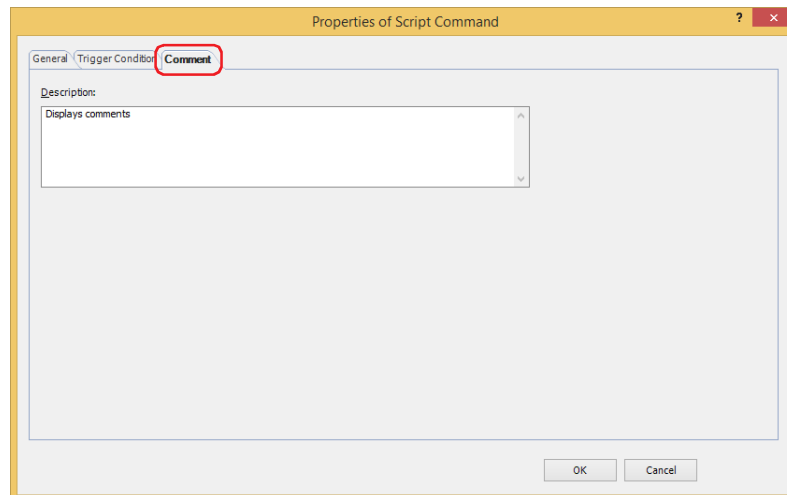 Properties of Script Command
?
×
General Trigger Condition Comment
Description:
Displays comments
OK Cancel